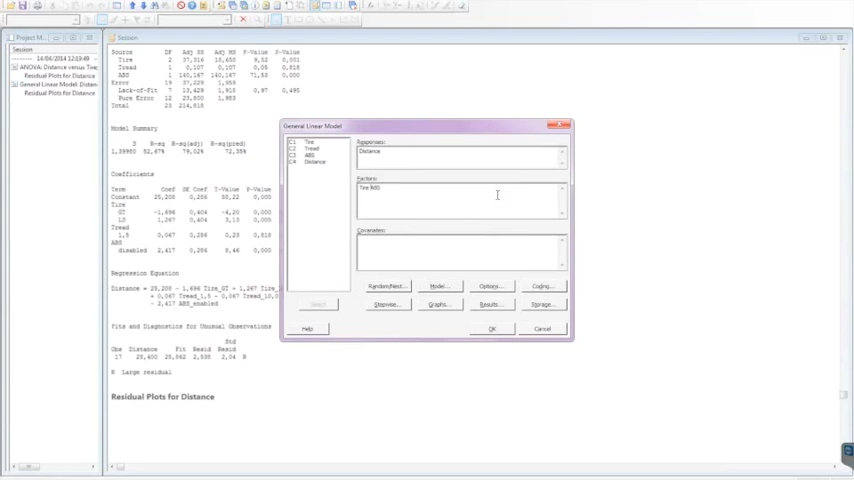 Project M...
Session
Session
14/04/2014 12:19:49
ANOVA: Distance versus Tire
Residual Plots for Distance
General Linear Model: Distan
Residual Plots for Distance
Source DF Adj SS Adj MS F-Value P-Value
Tire 2 37,314 18,658 9,52 0,001
Tread 1 0,107 0,107 0,05 0,818
ABS 1 140,167 140,167 71,53 0,000
Error 19 37,229 1,959
Lack-of-Fit 7 13,429 1,918 0,97 0,495
Pure Error 12 23,800 1,983
Total 23 214,818
Model Summary
S R-sq R-sq(adj) R-sq(pred)
1,39980 82,67% 79,02% 72,35%
Coefficients
Term Coef SE Coef T-Value P-Value
Constant 25,208 0,286 88,22 0,000
Tire
GT -1,696 0,404 -4,20 0,000
LS 1,267 0,404 3,13 0,005
Tread
1,5 0,067 0,286 0,23 0,818
ABS
disabled 2,417 0,286 8,46 0,000
Regression Equation
Distance = 25,208 - 1,696 Tire_GT + 1,267 Tire_
+ 0,067 Tread_1,5 - 0,067 Tread_10,
- 2,417 ABS_enabled
Fits and Diagnostics for Unusual Observations
Std
Obs Distance Fit Resid Resid
17 28,400 25,862 2,538 2,04 R
R Large residual
Residual Plots for Distance
General Linear Model
C1 Tire
C2 Tread
C3 ABS
C4 Distance
Responses:
Distance
Factors:
Tire ABS
Covariates:
Random/Nest... Model... Options... Coding...
Select Stepwise... Graphs... Results... Storage...
Help OK Cancel